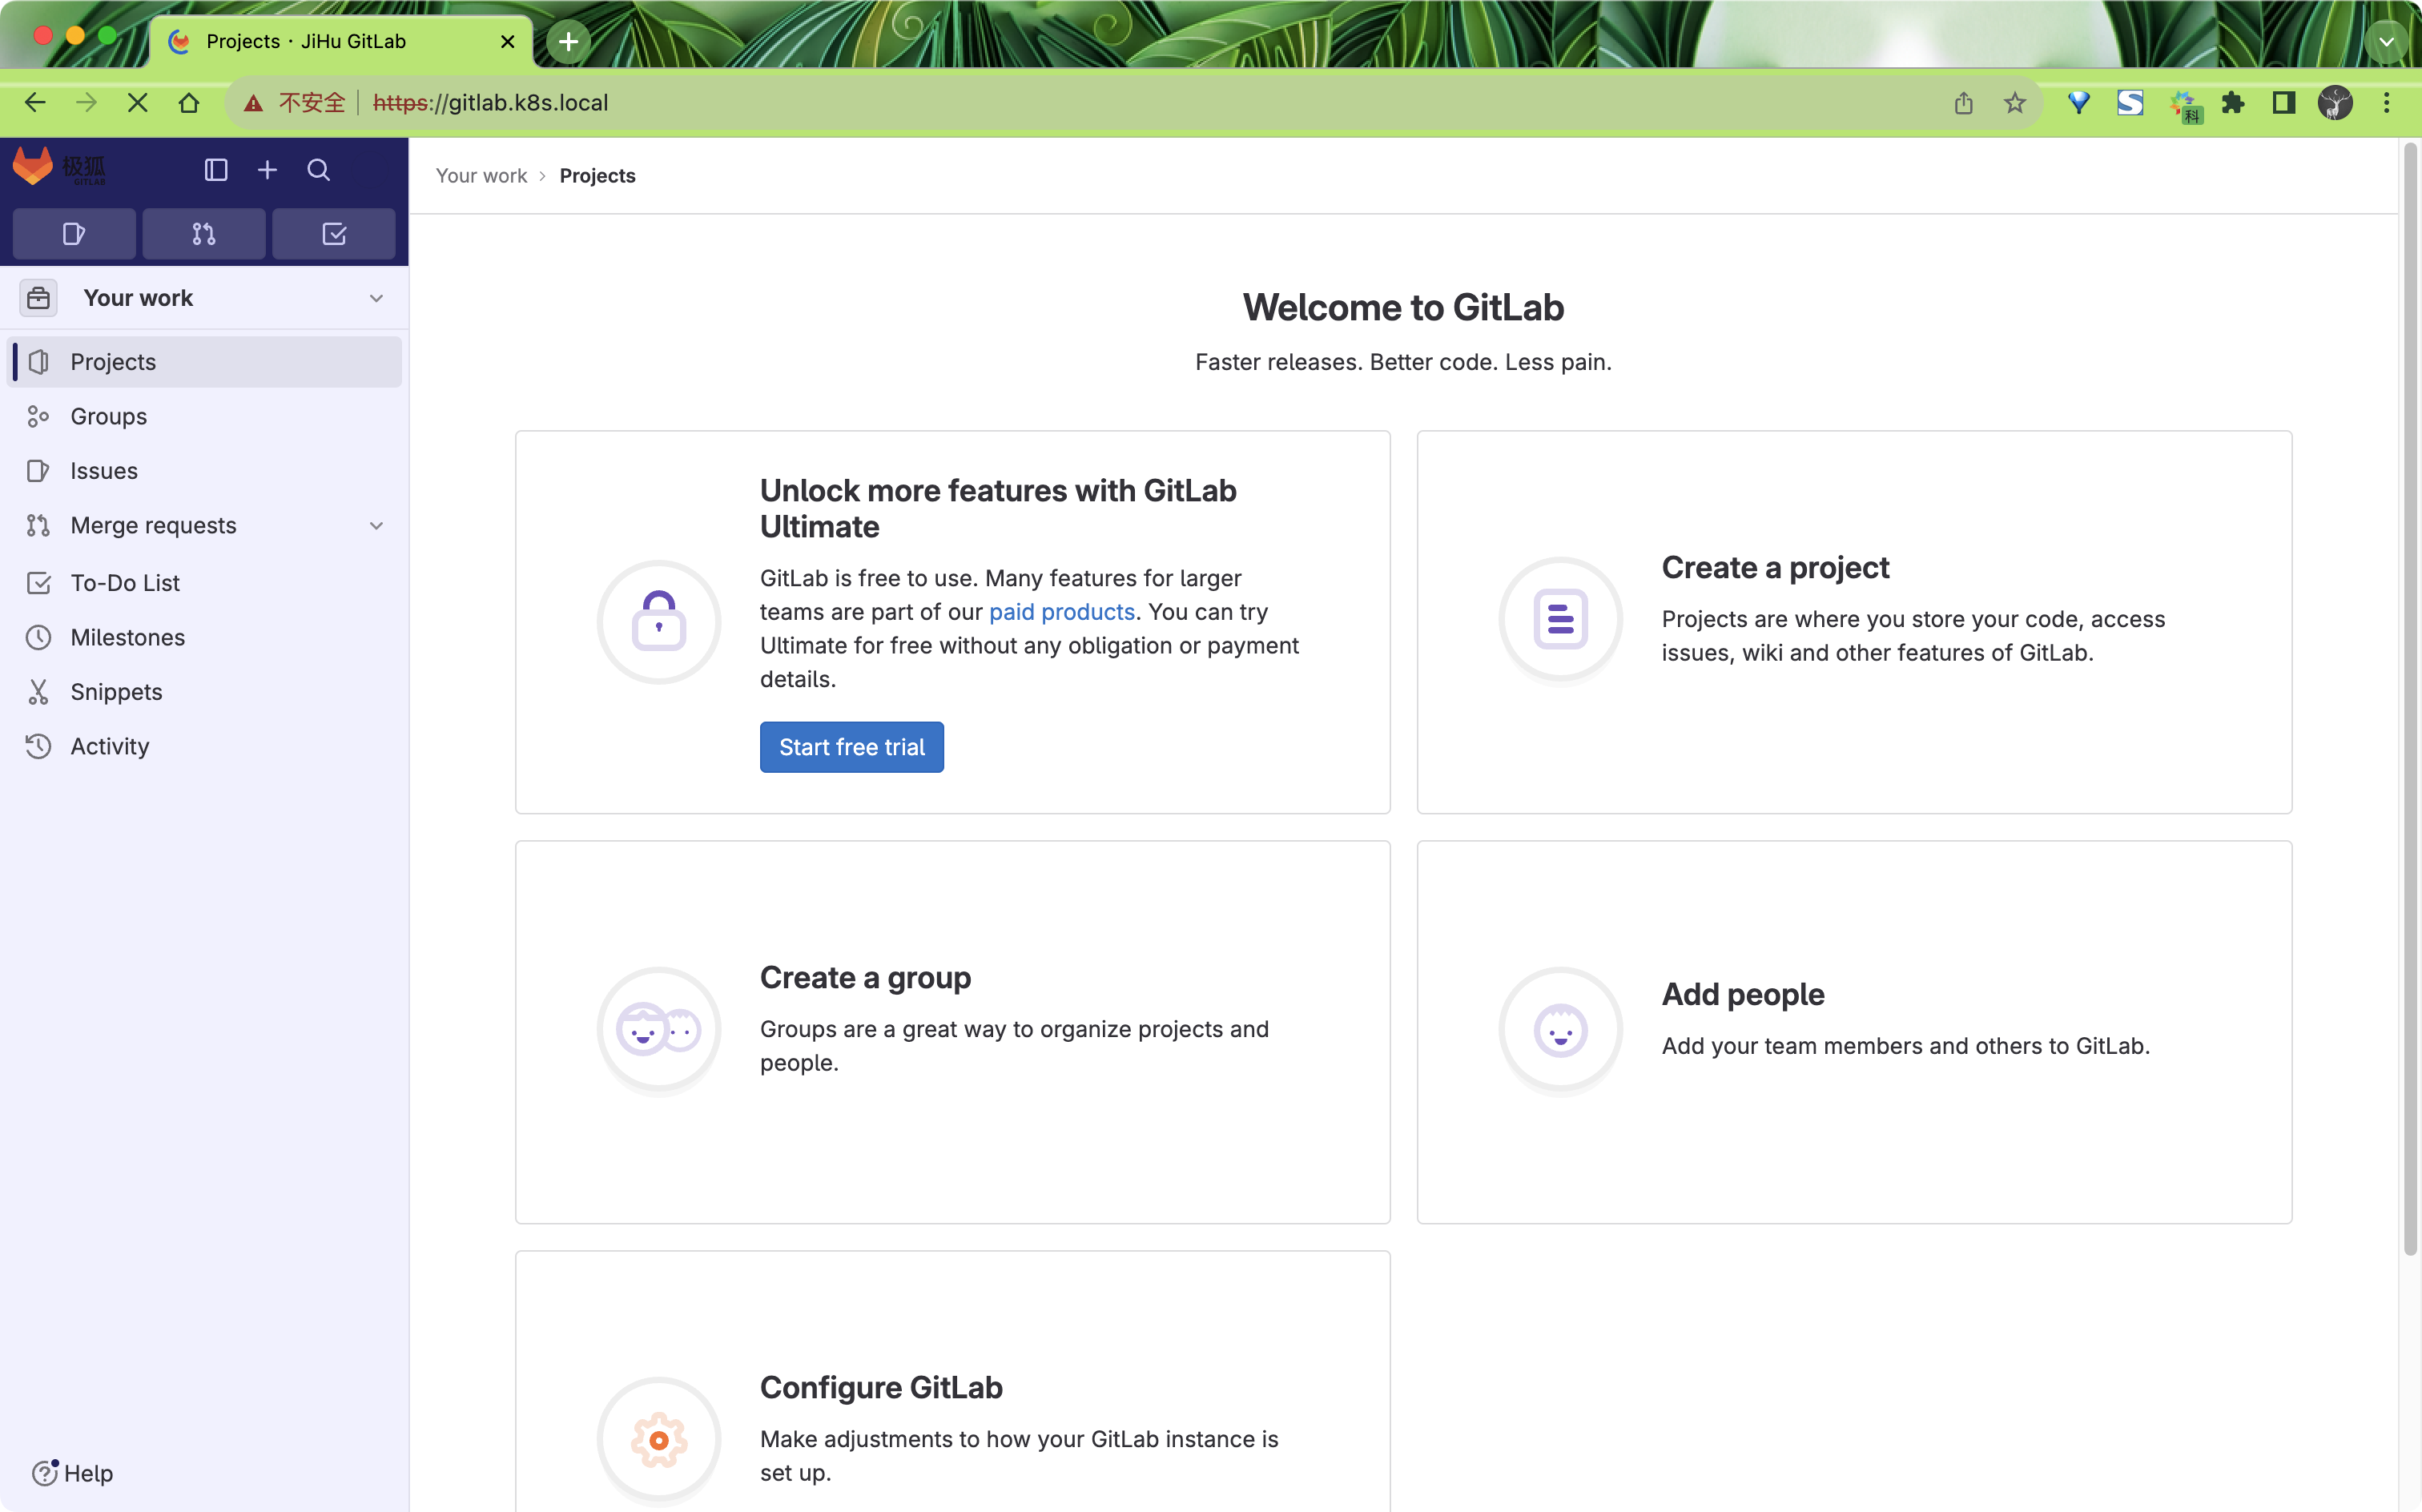 Projects · JiHu GitLab
不安全
https://gitlab.k8s.local
科
极狐
GITLAB
Your work
Projects
Groups
Issues
Merge requests
To-Do List
Milestones
Snippets
Activity
Help
Your work › Projects
Welcome to GitLab
Faster releases. Better code. Less pain.
Unlock more features with GitLab
Ultimate
GitLab is free to use. Many features for larger
teams are part of our paid products. You can try
Ultimate for free without any obligation or payment
details.
Start free trial
Create a project
Projects are where you store your code, access
issues, wiki and other features of GitLab.
Create a group
Groups are a great way to organize projects and
people.
Add people
Add your team members and others to GitLab.
Configure GitLab
Make adjustments to how your GitLab instance is
set up.